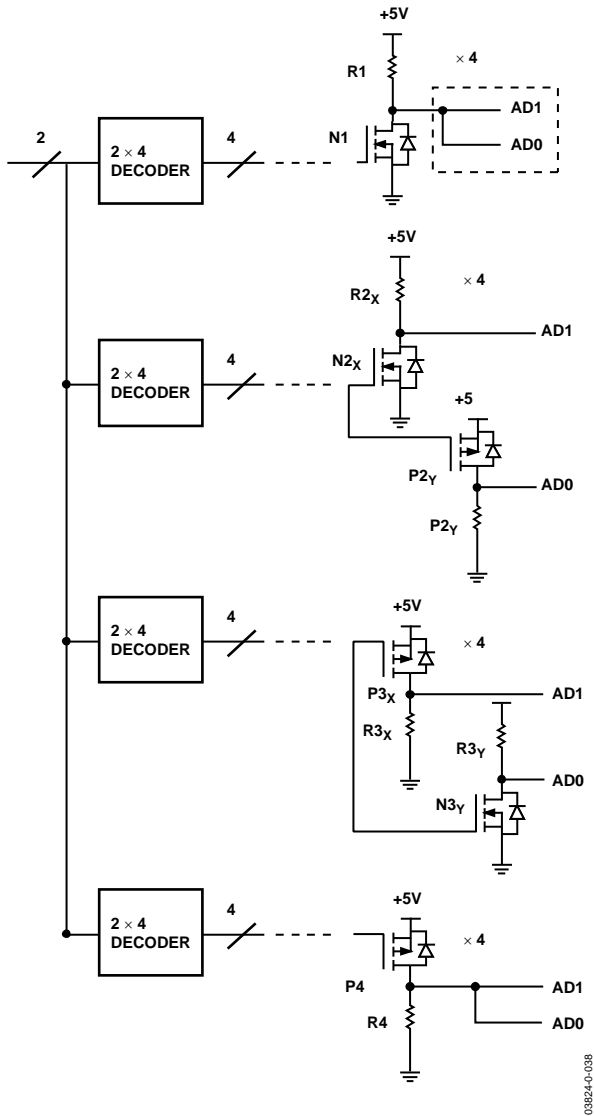 +5V
R1
× 4
2
2 × 4
DECODER
4
N1
AD1
AD0
+5V
R2X
× 4
AD1
2 × 4
DECODER
4
N2X
+5
P2Y
AD0
P2Y
+5V
2 × 4
DECODER
4
× 4
P3X
AD1
R3X
R3Y
AD0
N3Y
+5V
2 × 4
DECODER
4
× 4
P4
AD1
R4
AD0
03824-0-038